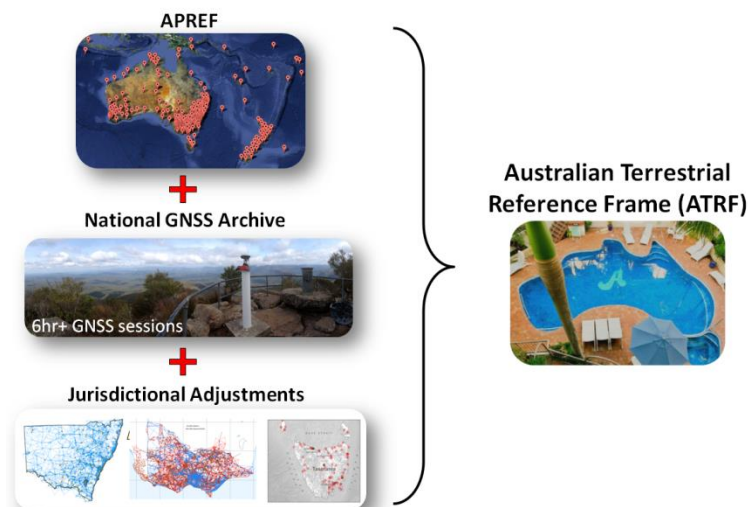 APREF
National GNSS Archive
6hr+ GNSS sessions
Jurisdictional Adjustments
Australian Terrestrial
Reference Frame (ATRF)